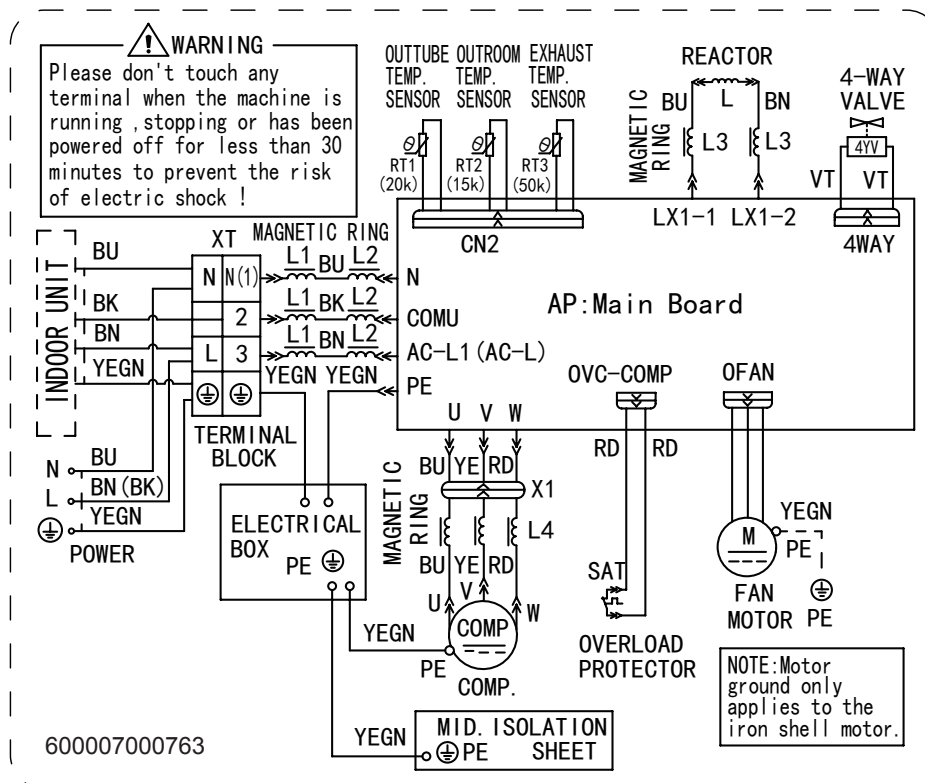 WARNING
Please don't touch any
terminal when the machine is
running ,stopping or has been
powered off for less than 30
minutes to prevent the risk
of electric shock !
OUTTUBE OUTROOM EXHAUST
TEMP. TEMP. TEMP.
SENSOR SENSOR SENSOR
θ θ θ
RT1 RT2 RT3
(20k) (15k) (50k)
CN2
REACTOR
L
BU BN
MAGNETIC
RING
L3 L3
LX1-1 LX1-2
4-WAY
VALVE
4YV
VT VT
4WAY
INDOOR UNIT
BU
BK
BN
YEGN
XT
N N(1)
2
L 3
TERMINAL
BLOCK
MAGNETIC RING
L1 BU L2
L1 BK L2
L1 BN L2
YEGN YEGN
N
COMU
AC-L1(AC-L)
PE
AP:Main Board
OVC-COMP
OFAN
U V W
N BU
L BN(BK)
YEGN
POWER
ELECTRICAL
BOX
PE
BU YE RD
X1
MAGNETIC
RING
L4
BU YE RD
U V W
COMP
PE
COMP.
YEGN
RD RD
SAT
OVERLOAD
PROTECTOR
M
YEGN
PE
FAN
MOTOR PE
NOTE:Motor
ground only
applies to the
iron shell motor.
YEGN
MID. ISOLATION
PE SHEET
600007000763